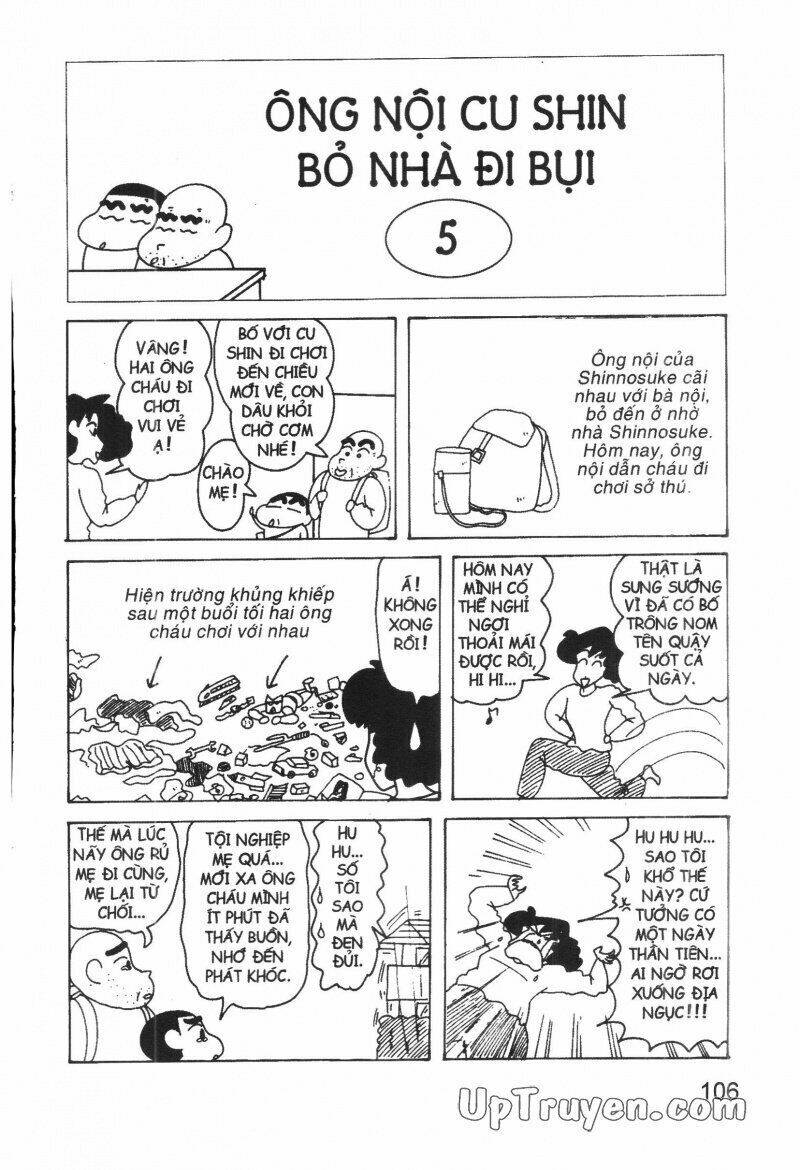 ÔNG NỘI CU SHIN
BỎ NHÀ ĐI BỤI
5
Ông nội của
Shinnosuke cãi
nhau với bà nội,
bỏ đến ở nhờ
nhà Shinnosuke.
Hôm nay, ông
nội dẫn cháu đi
chơi sở thú.
BỐ VỚI CU
SHIN ĐI CHƠI
ĐẾN CHIỀU
MỚI VỀ, CON
DÂU KHỎI
CHỜ CƠM
NHÉ!
CHÀO
MẸ!
VÂNG!
HAI ÔNG
CHÁU ĐI
CHƠI
VUI VẺ
Ạ!
THẬT LÀ
SUNG SƯỚNG
VÌ ĐÃ CÓ BỐ
TRÔNG NOM
TÊN QUẬY
SUỐT CẢ
NGÀY.
HÔM NAY
MÌNH CÓ
THỂ NGHỈ
NGƠI
THOẢI MÁI
ĐƯỢC RỒI,
HI HI...
Á!
KHÔNG
XONG
RỒI!
Hiện trường khủng khiếp
sau một buổi tối hai ông
cháu chơi với nhau
HU HU HU...
SAO TÔI
KHỔ THẾ
NÀY? CỨ
TƯỞNG CÓ
MỘT NGÀY
THẦN TIÊN...
AI NGỜ RƠI
XUỐNG ĐỊA
NGỤC!!!
HU
HU...
SỐ
TÔI
SAO
MÀ
ĐEN
ĐỦI.
TỘI NGHIỆP
MẸ QUÁ...
MỚI XA ÔNG
CHÁU MÌNH
ÍT PHÚT ĐÃ
THẤY BUỒN,
NHỚ ĐẾN
PHÁT KHÓC.
THẾ MÀ LÚC
NÃY ÔNG RỦ
MẸ ĐI CÙNG,
MẸ LẠI TỪ
CHỐI...
106
UpTruyen.com